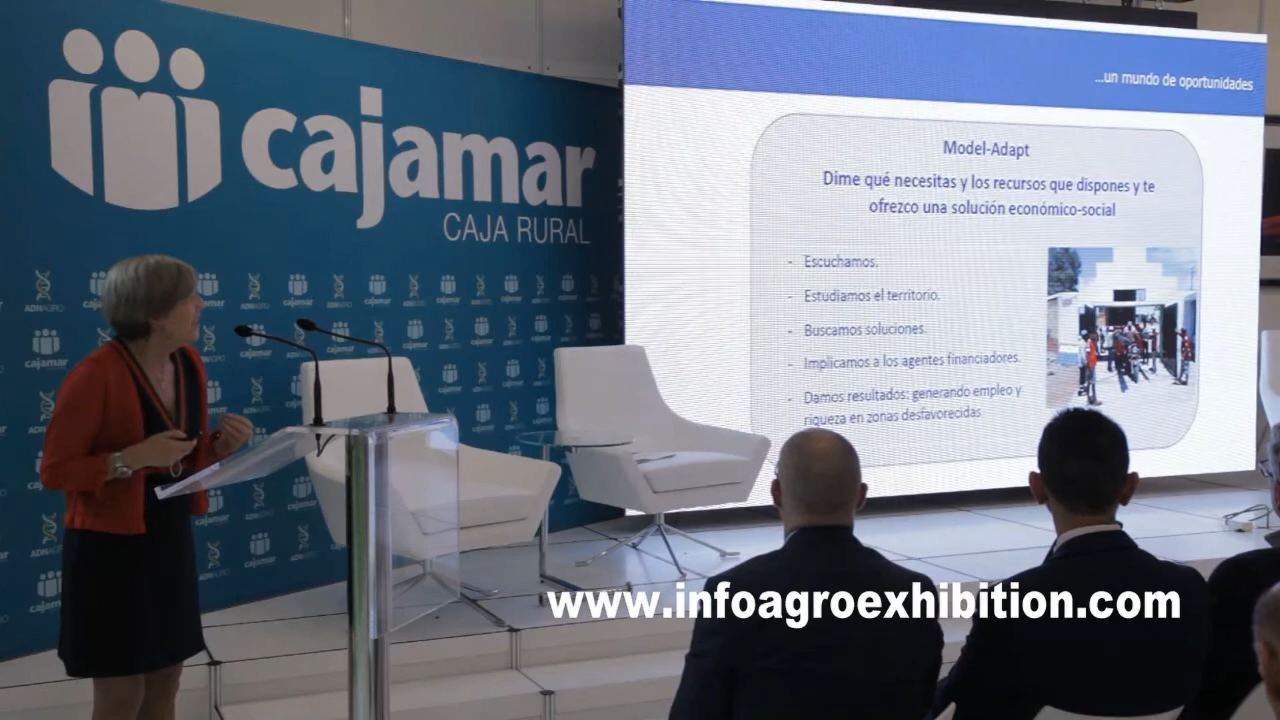 cajamar
CAJA RURAL
...un mundo de oportunidades
Model-Adapt
Dime qué necesitas y los recursos que dispones y te
ofrezco una solución económico-social
- Escuchamos.
- Estudiamos el territorio.
- Buscamos soluciones.
- Implicamos a los agentes financiadores.
- Damos resultados: generando empleo y
riqueza en zonas desfavorecidas
ADNAGRO
cajamar
www.infoagroexhibition.com